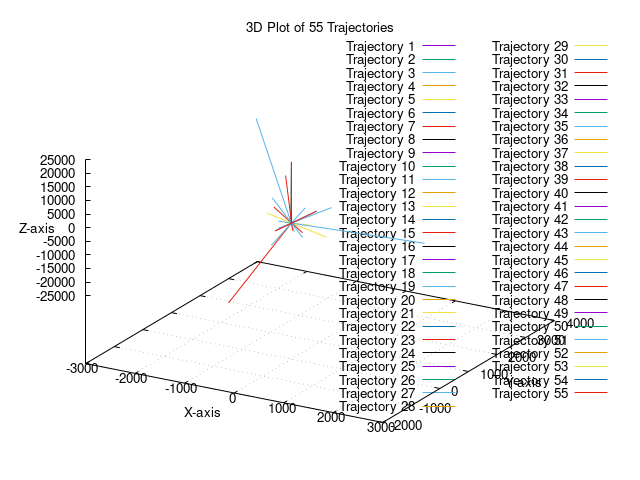 3D Plot of 55 Trajectories
Trajectory 1
Trajectory 2
Trajectory 3
Trajectory 4
Trajectory 5
Trajectory 6
Trajectory 7
Trajectory 8
Trajectory 9
Trajectory 10
Trajectory 11
Trajectory 12
Trajectory 13
Trajectory 14
Trajectory 15
Trajectory 16
Trajectory 17
Trajectory 18
Trajectory 19
Trajectory 20
Trajectory 21
Trajectory 22
Trajectory 23
Trajectory 24
Trajectory 25
Trajectory 26
Trajectory 27
Trajectory 28
Trajectory 29
Trajectory 30
Trajectory 31
Trajectory 32
Trajectory 33
Trajectory 34
Trajectory 35
Trajectory 36
Trajectory 37
Trajectory 38
Trajectory 39
Trajectory 40
Trajectory 41
Trajectory 42
Trajectory 43
Trajectory 44
Trajectory 45
Trajectory 46
Trajectory 47
Trajectory 48
Trajectory 49
Trajectory 50
Trajectory 51
Trajectory 52
Trajectory 53
Trajectory 54
Trajectory 55
25000
20000
15000
10000
5000
0
-5000
-10000
-15000
-20000
-25000
Z-axis
-3000
-2000
-1000
0
1000
2000
3000
X-axis
-2000
-1000
0
1000
2000
3000
4000
Y-axis